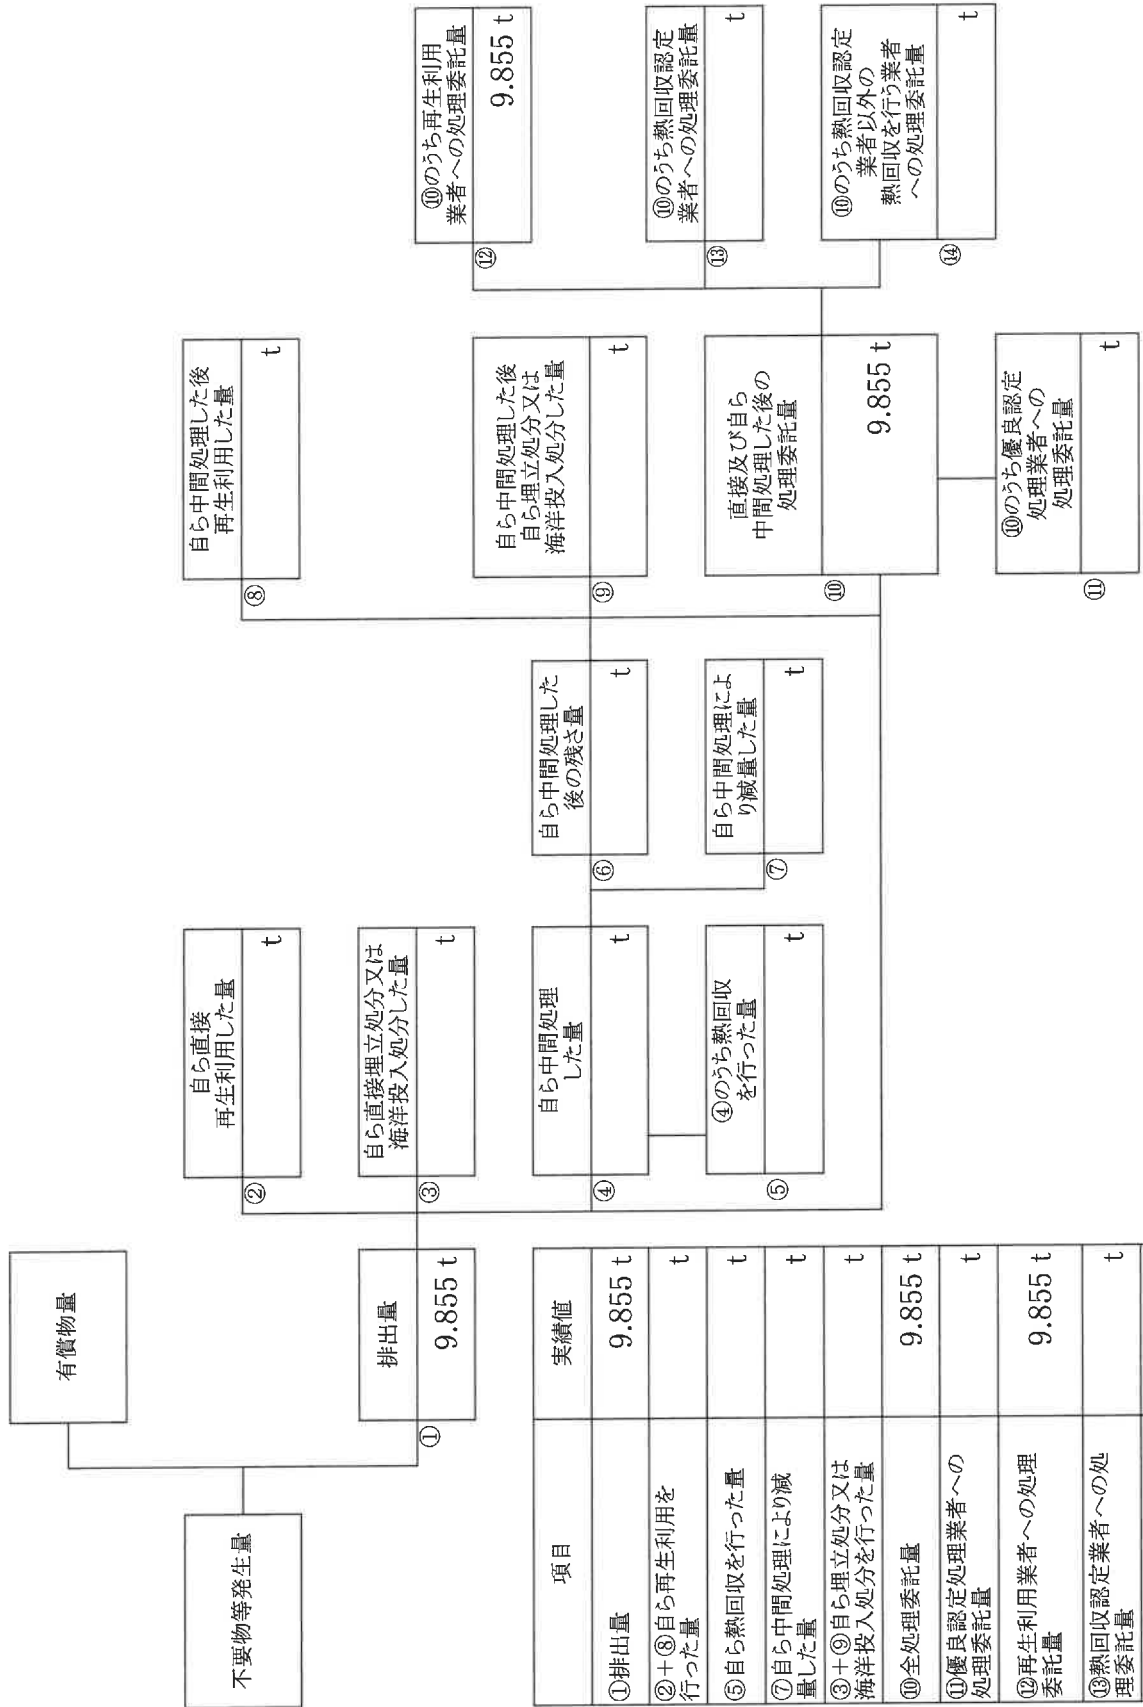 不要物等発生量
有償物量
①
排出量
9.855 t
②
自ら直接
再生利用した量
t
③
自ら直接埋立処分又は
海洋投入処分した量
t
④
自ら中間処理
した量
t
⑤
④のうち熱回収
を行った量
t
⑥
自ら中間処理した
後の残さ量
t
⑦
自ら中間処理によ
り減量した量
t
⑧
自ら中間処理した後
再生利用した量
t
⑨
自ら中間処理した後
自ら埋立処分又は
海洋投入処分した量
t
⑩
直接及び自ら
中間処理した後の
処理委託量
9.855 t
⑪
⑩のうち優良認定
処理業者への
処理委託量
t
⑫
⑩のうち再生利用
業者への処理委託量
9.855 t
⑬
⑩のうち熱回収認定
業者への処理委託量
t
⑭
⑩のうち熱回収認定
業者以外の
熱回収を行う業者
への処理委託量
t
項目 実績値
①排出量 9.855 t
②+⑧自ら再生利用を
行った量 t
⑤自ら熱回収を行った量 t
⑦自ら中間処理により減
量した量 t
③+⑨自ら埋立処分又は
海洋投入処分を行った量 t
⑩全処理委託量 9.855 t
⑪優良認定処理業者への
処理委託量 t
⑫再生利用業者への処理
委託量 9.855 t
⑬熱回収認定業者への処
理委託量 t